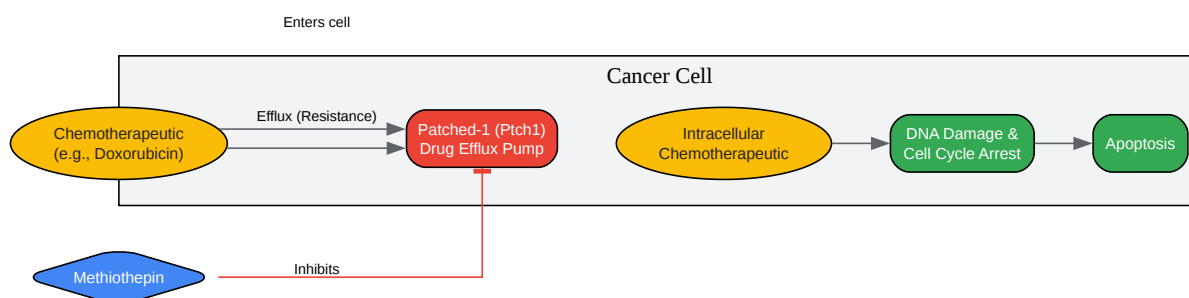 Enters cell
Cancer Cell
Efflux (Resistance)
Chemotherapeutic
(e.g., Doxorubicin)
Patched-1 (Ptch1)
Drug Efflux Pump
Intracellular
Chemotherapeutic
DNA Damage &
Cell Cycle Arrest
Apoptosis
Methiothepin
Inhibits